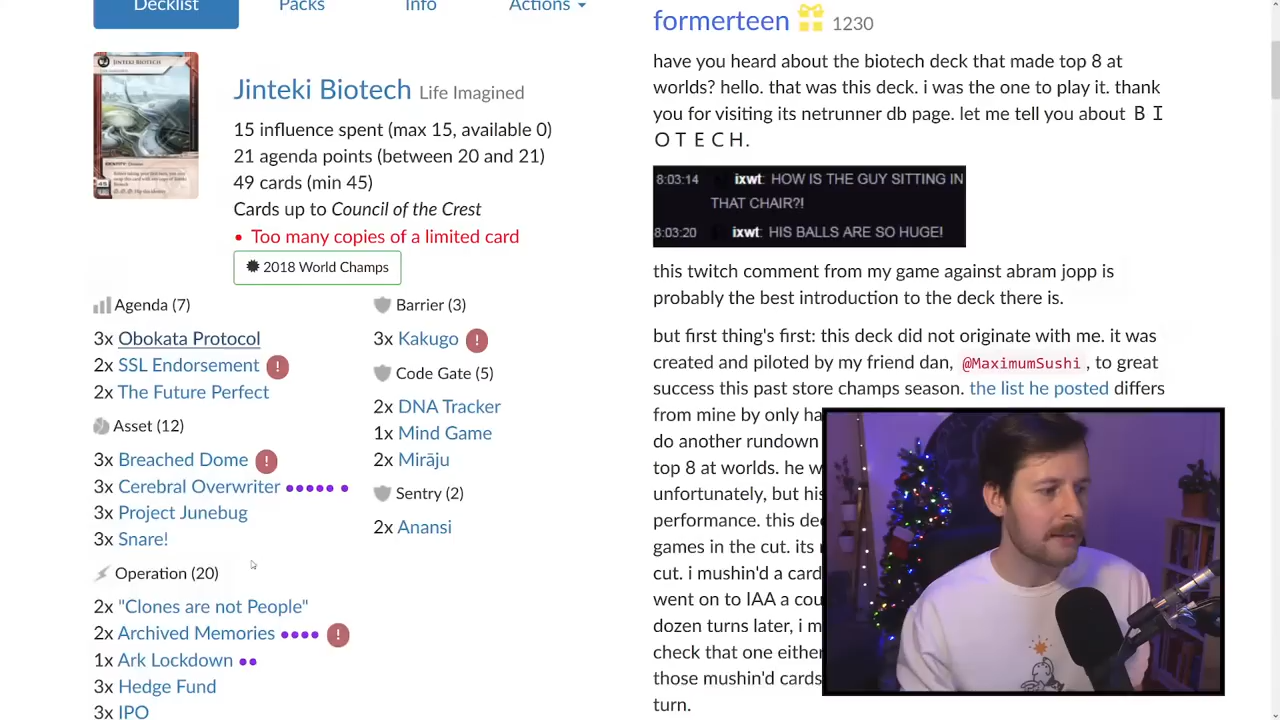 Decklist
Packs
Info
Actions
JINTEKI BIOTECH
Jinteki Biotech Life Imagined
15 influence spent (max 15, available 0)
21 agenda points (between 20 and 21)
49 cards (min 45)
Cards up to Council of the Crest
• Too many copies of a limited card
2018 World Champs
Agenda (7)
3x Obokata Protocol
2x SSL Endorsement !
2x The Future Perfect
Asset (12)
3x Breached Dome !
3x Cerebral Overwriter
3x Project Junebug
3x Snare!
Operation (20)
2x "Clones are not People"
2x Archived Memories !
1x Ark Lockdown
3x Hedge Fund
3x IPO
Barrier (3)
3x Kakugo !
Code Gate (5)
2x DNA Tracker
1x Mind Game
2x Mirāju
Sentry (2)
2x Anansi
formerteen 1230
have you heard about the biotech deck that made top 8 at
worlds? hello. that was this deck. i was the one to play it. thank
you for visiting its netrunner db page. let me tell you about B I
O T E C H.
8:03:14 ixwt: HOW IS THE GUY SITTING IN
THAT CHAIR?!
8:03:20 ixwt: HIS BALLS ARE SO HUGE!
this twitch comment from my game against abram jopp is
probably the best introduction to the deck there is.
but first thing's first: this deck did not originate with me. it was
created and piloted by my friend dan, @MaximumSushi, to great
success this past store champs season. the list he posted differs
from mine by only ha
do another rundown
top 8 at worlds. he w
unfortunately, but his
performance. this dec
games in the cut. its
cut. i mushin'd a card
went on to IAA a cou
dozen turns later, i m
check that one either
those mushin'd cards
turn.